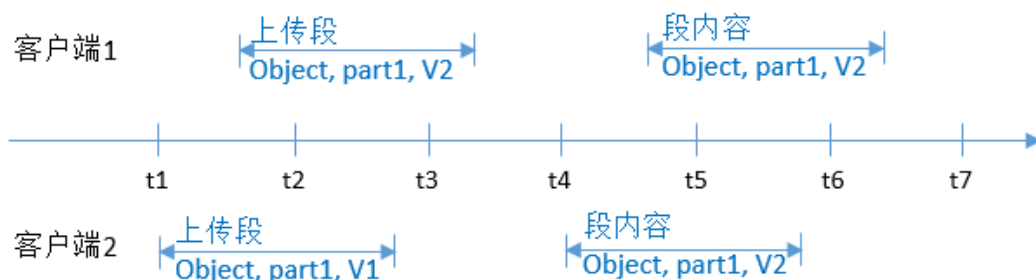 客户端1
上传段
Object, part1, V2
段内容
Object, part1, V2
t1 t2 t3 t4 t5 t6 t7
客户端2
上传段
Object, part1, V1
段内容
Object, part1, V2